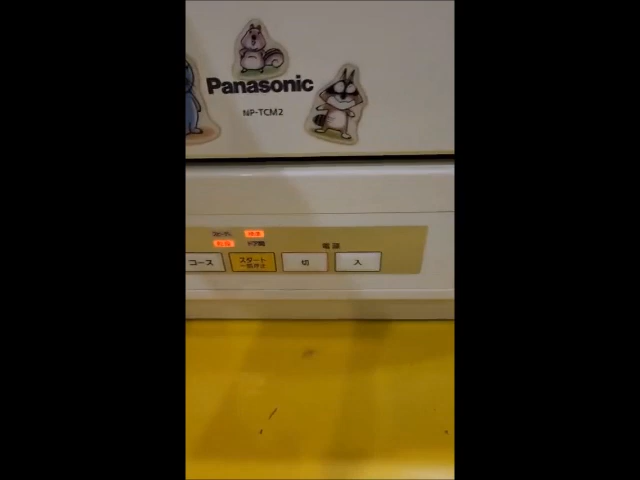 Panasonic
NP-TCM2
電源
コース
スタート
一時停止
切
入